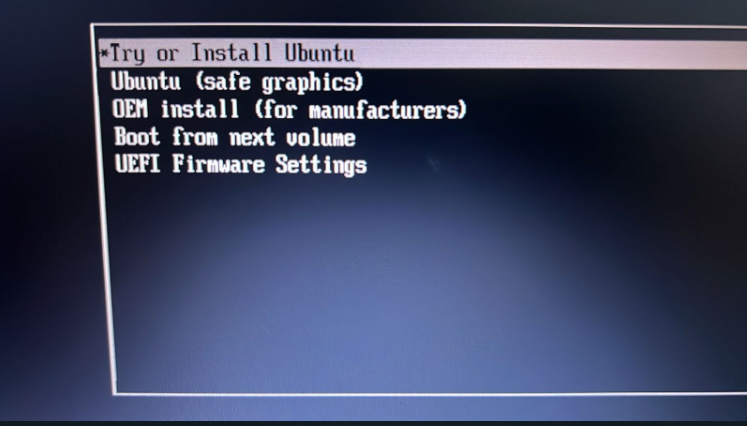 *Try or Install Ubuntu
Ubuntu (safe graphics)
OEM install (for manufacturers)
Boot from next volume
UEFI Firmware Settings